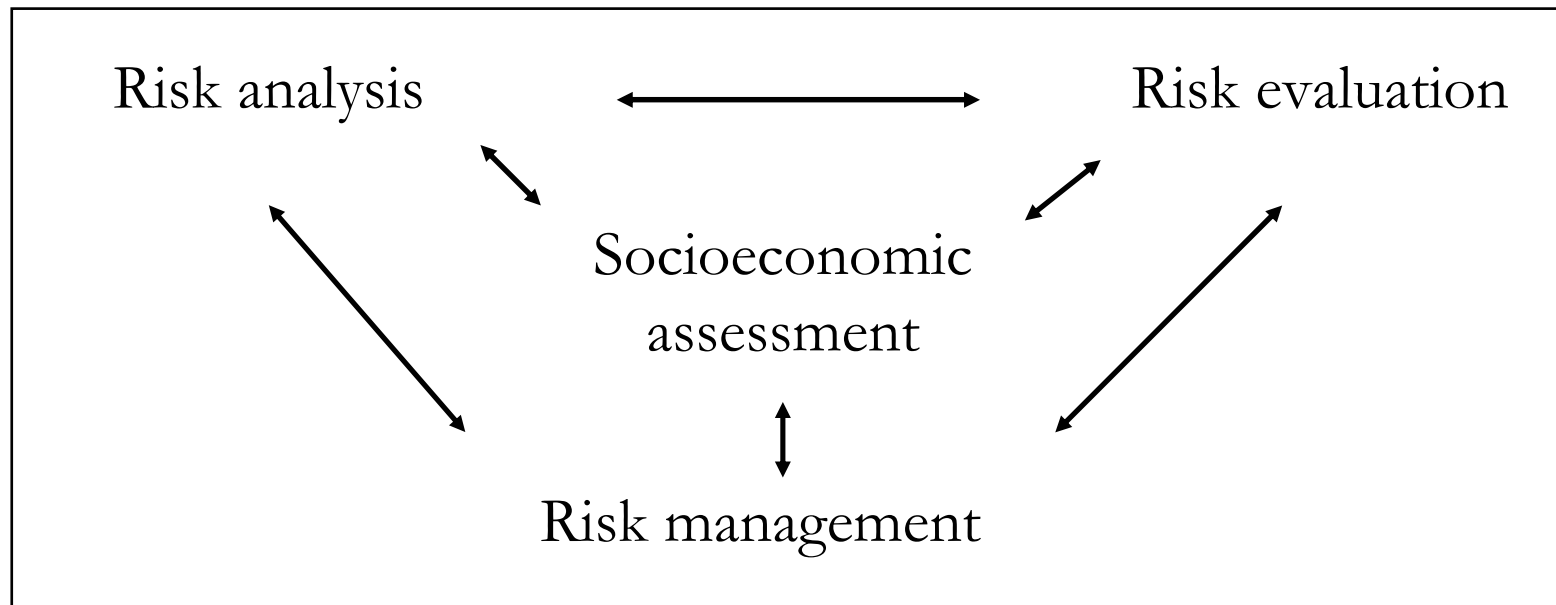 Risk analysis
Risk evaluation
Socioeconomic
assessment
Risk management